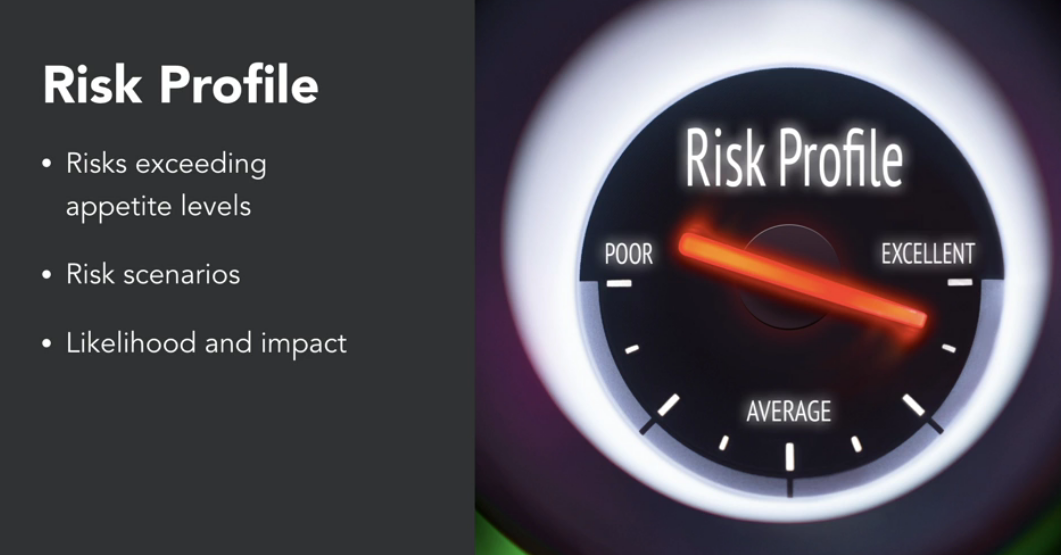 Risk Profile
• Risks exceeding
appetite levels
• Risk scenarios
• Likelihood and impact
Risk Profile
POOR
EXCELLENT
AVERAGE